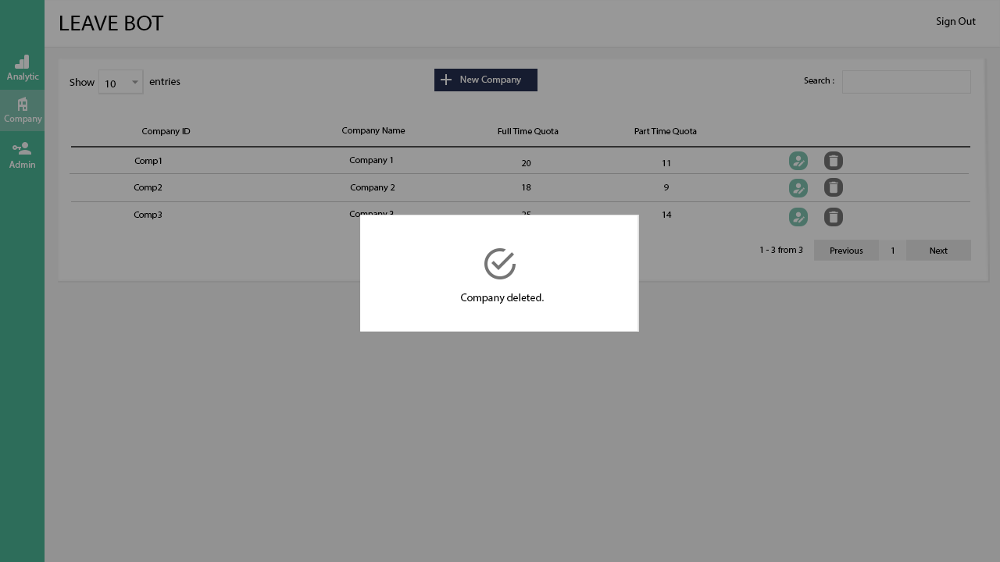 LEAVE BOT
Sign Out
Analytic
Company
Admin
Show 10 entries
New Company
Search :
Company ID Company Name Full Time Quota Part Time Quota
Comp1 Company 1 20 11
Comp2 Company 2 18 9
Comp3 Company 3 25 14
1 - 3 from 3 Previous 1 Next
Company deleted.